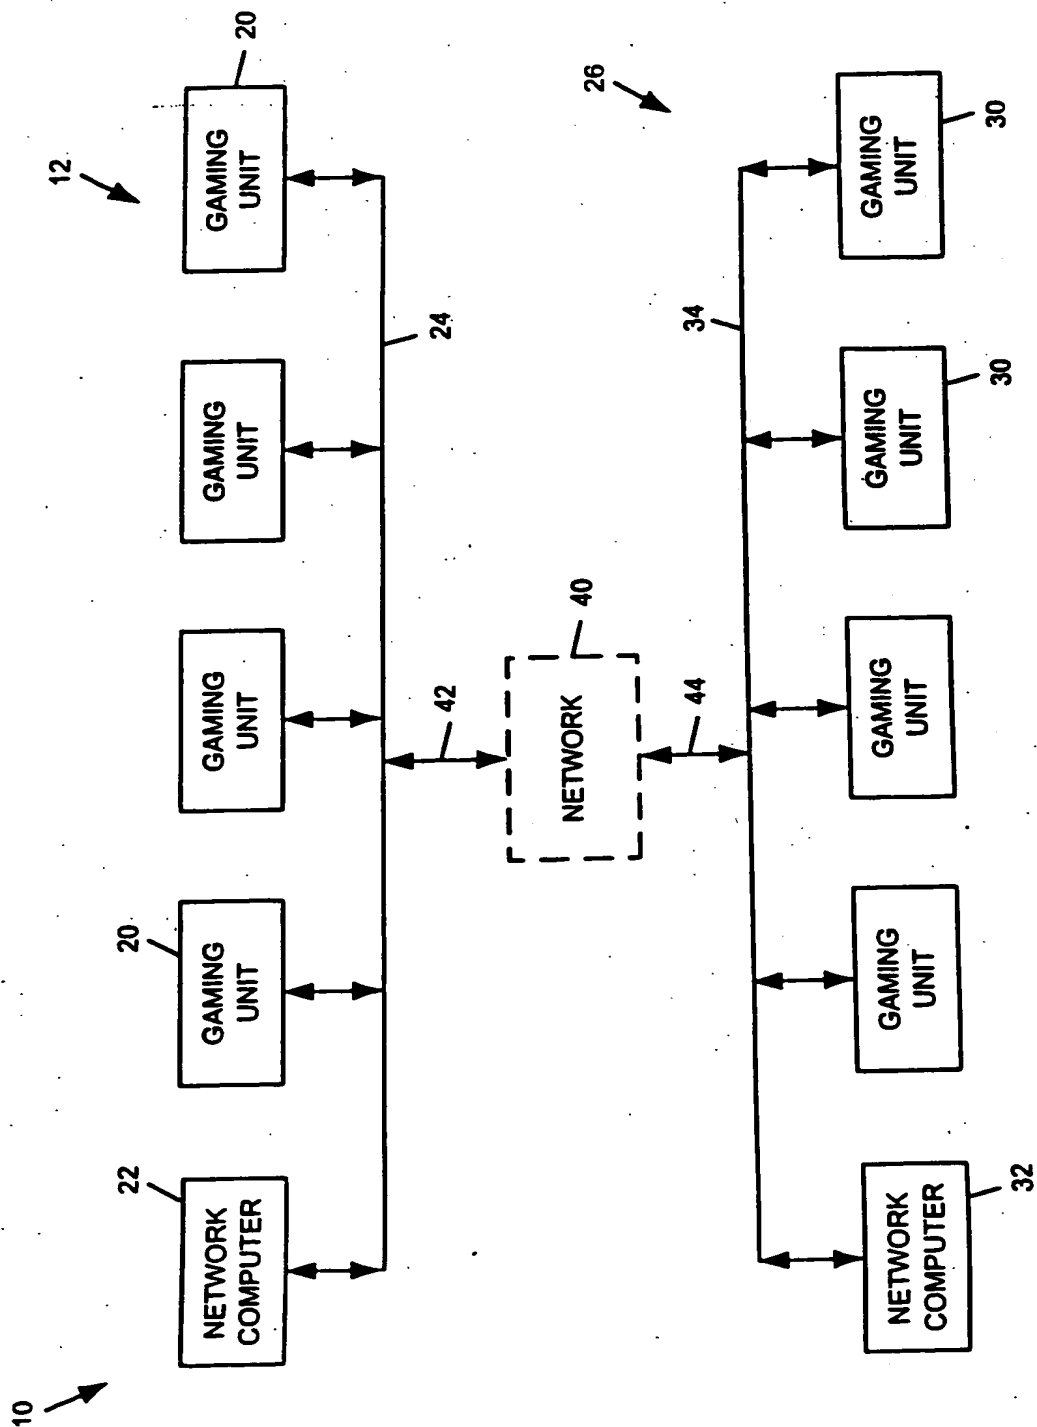 10
12
22
NETWORK
COMPUTER
20
GAMING
UNIT
GAMING
UNIT
GAMING
UNIT
20
GAMING
UNIT
24
42
40
NETWORK
44
26
34
32
NETWORK
COMPUTER
GAMING
UNIT
GAMING
UNIT
30
GAMING
UNIT
30
GAMING
UNIT